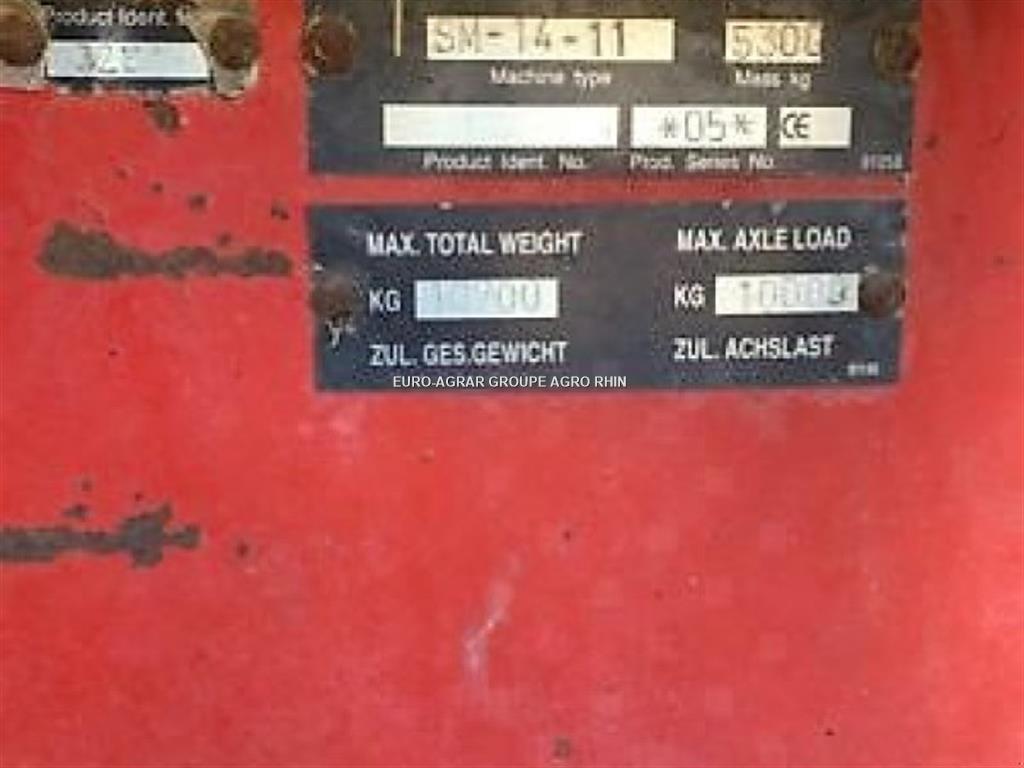 Product Ident.
SM-14-11
Machine type
Mass kg
*05* CE
Product Ident. No.
Prod. Series No.
MAX. TOTAL WEIGHT
MAX. AXLE LOAD
KG
KG
ZUL. GES.GEWICHT
ZUL. ACHSLAST
EURO-AGRAR GROUPE AGRO RHIN